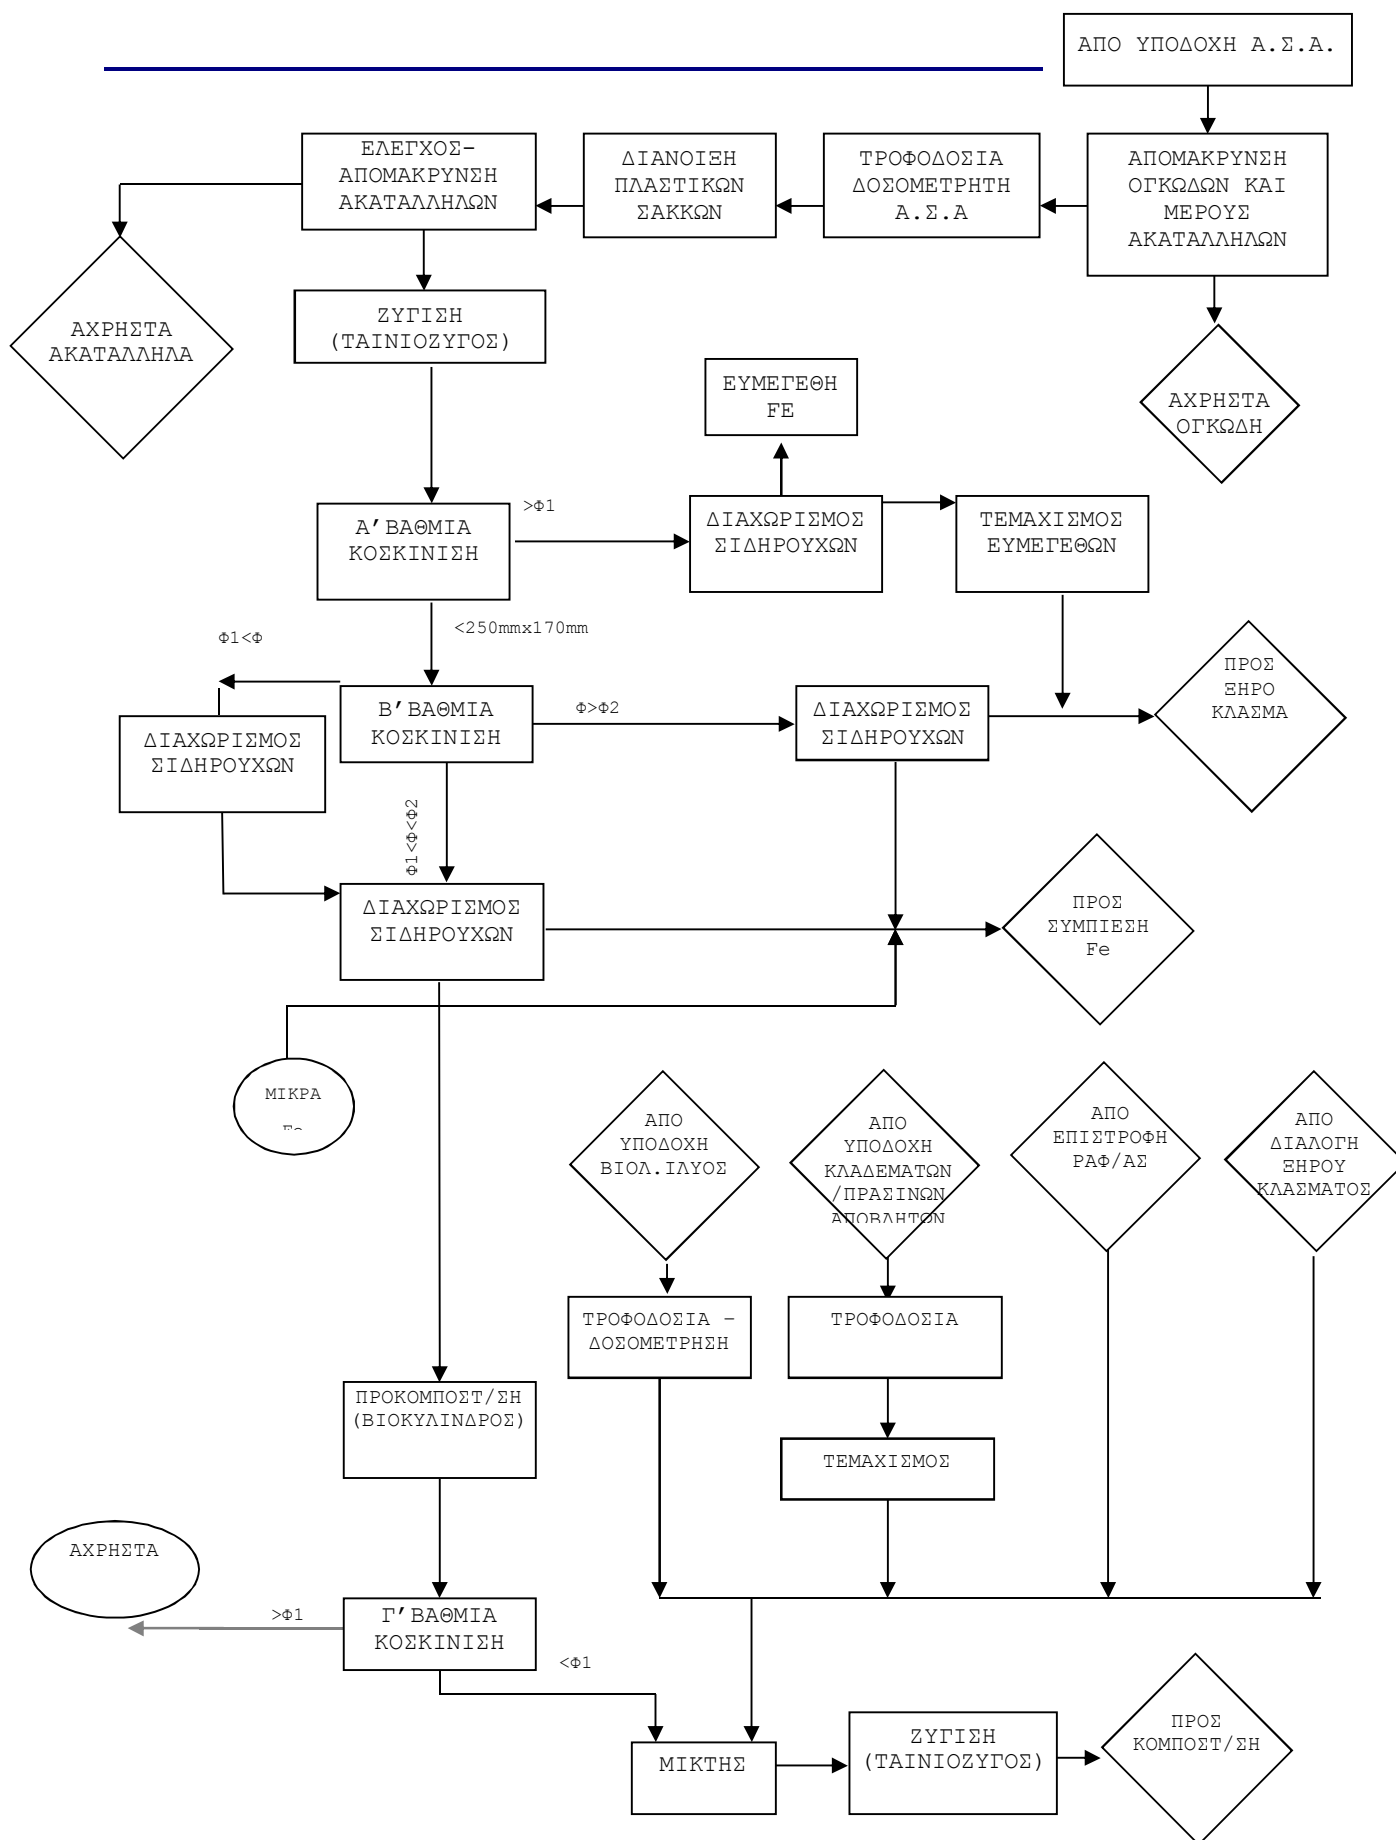 ΑΠΟ ΥΠΟΔΟΧΗ Α.Σ.Α.
ΕΛΕΓΧΟΣ-
ΑΠΟΜΑΚΡΥΝΣΗ
ΑΚΑΤΑΛΛΗΛΩΝ
ΔΙΑΝΟΙΞΗ
ΠΛΑΣΤΙΚΩΝ
ΣΑΚΚΩΝ
ΤΡΟΦΟΔΟΣΙΑ
ΔΟΣΟΜΕΤΡΗΤΗ
Α.Σ.Α
ΑΠΟΜΑΚΡΥΝΣΗ
ΟΓΚΩΔΩΝ ΚΑΙ
ΜΕΡΟΥΣ
ΑΚΑΤΑΛΛΗΛΩΝ
ΑΧΡΗΣΤΑ
ΑΚΑΤΑΛΛΗΛΑ
ΖΥΓΙΣΗ
(ΤΑΙΝΙΟΖΥΓΟΣ)
ΕΥΜΕΓΕΘΗ
FE
ΑΧΡΗΣΤΑ
ΟΓΚΩΔΗ
Α'ΒΑΘΜΙΑ
ΚΟΣΚΙΝΙΣΗ
>Φ1
ΔΙΑΧΩΡΙΣΜΟΣ
ΣΙΔΗΡΟΥΧΩΝ
ΤΕΜΑΧΙΣΜΟΣ
ΕΥΜΕΓΕΘΩΝ
<250mmx170mm
Φ1<Φ
Β'ΒΑΘΜΙΑ
ΚΟΣΚΙΝΙΣΗ
Φ>Φ2
ΔΙΑΧΩΡΙΣΜΟΣ
ΣΙΔΗΡΟΥΧΩΝ
ΠΡΟΣ
ΞΗΡΟ
ΚΛΑΣΜΑ
ΔΙΑΧΩΡΙΣΜΟΣ
ΣΙΔΗΡΟΥΧΩΝ
Φ1<Φ<Φ2
ΔΙΑΧΩΡΙΣΜΟΣ
ΣΙΔΗΡΟΥΧΩΝ
ΠΡΟΣ
ΣΥΜΠΙΕΣΗ
Fe
ΜΙΚΡΑ
Fe
ΑΠΟ
ΥΠΟΔΟΧΗ
ΒΙΟΛ.ΙΛΥΟΣ
ΑΠΟ
ΥΠΟΔΟΧΗ
ΚΛΑΔΕΜΑΤΩΝ
/ΠΡΑΣΙΝΩΝ
ΑΠΟΒΛΗΤΩΝ
ΑΠΟ
ΕΠΙΣΤΡΟΦΗ
ΡΑΦ/ΑΣ
ΑΠΟ
ΔΙΑΛΟΓΗ
ΞΗΡΟΥ
ΚΛΑΣΜΑΤΟΣ
ΤΡΟΦΟΔΟΣΙΑ –
ΔΟΣΟΜΕΤΡΗΣΗ
ΤΡΟΦΟΔΟΣΙΑ
ΠΡΟΚΟΜΠΟΣΤ/ΣΗ
(ΒΙΟΚΥΛΙΝΔΡΟΣ)
ΤΕΜΑΧΙΣΜΟΣ
ΑΧΡΗΣΤΑ
>Φ1
Γ'ΒΑΘΜΙΑ
ΚΟΣΚΙΝΙΣΗ
<Φ1
ΜΙΚΤΗΣ
ΖΥΓΙΣΗ
(ΤΑΙΝΙΟΖΥΓΟΣ)
ΠΡΟΣ
ΚΟΜΠΟΣΤ/ΣΗ